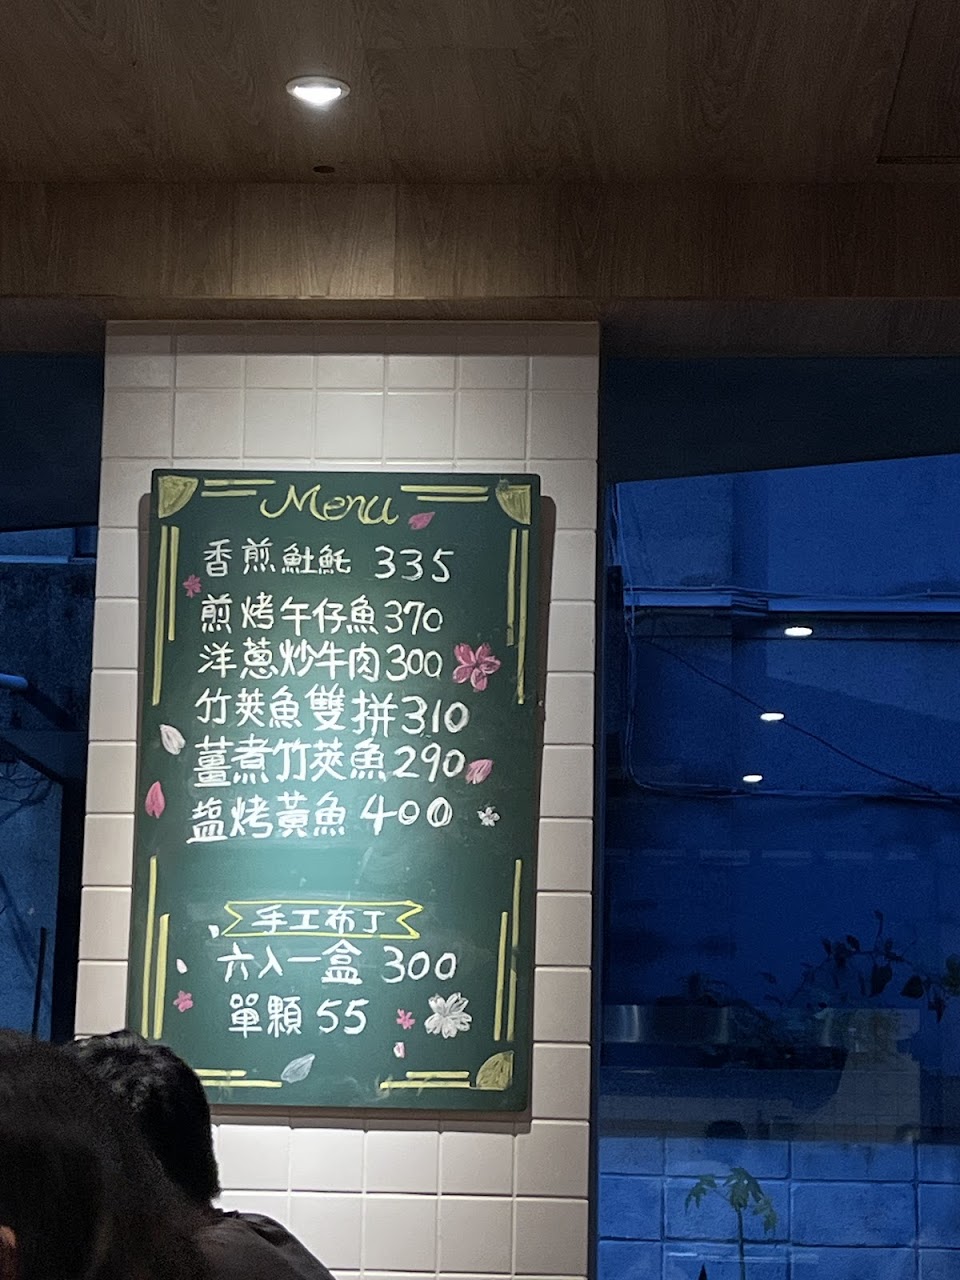 Menu
香煎魠魠 335
煎烤午仔魚370
洋蔥炒牛肉300
竹莢魚雙拼310
薑煮竹莢魚290
塩烤黃魚 400
手工布丁
六入一盒 300
單顆 55